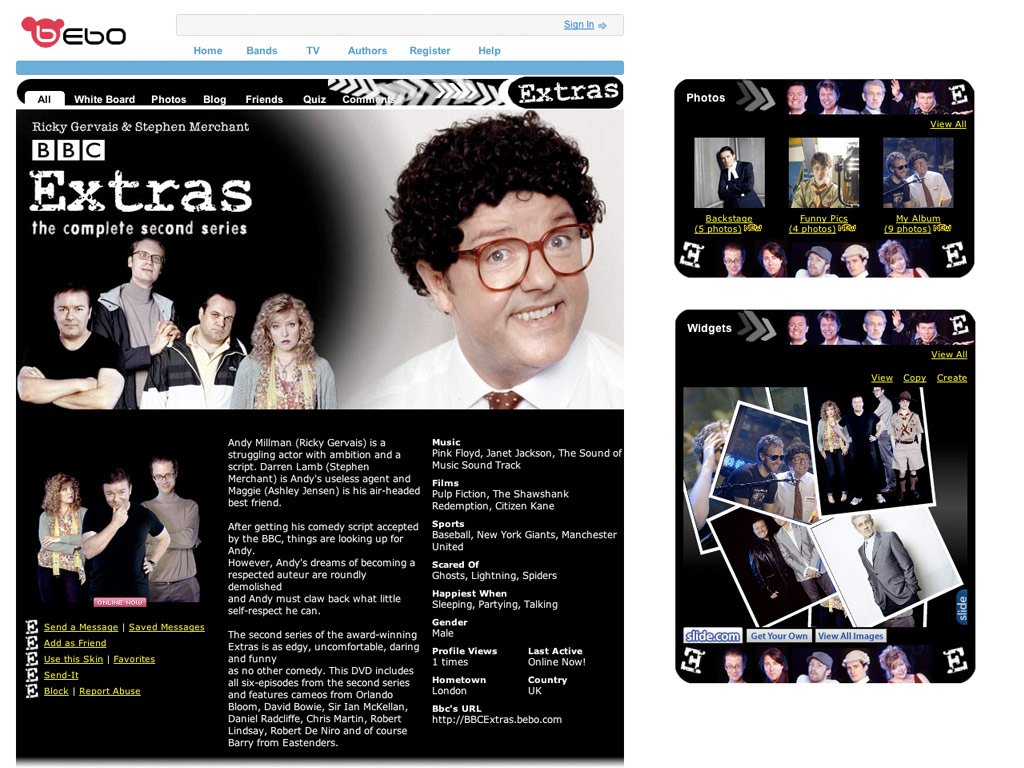 bebo
Sign In
Home Bands TV Authors Register Help
All White Board Photos Blog Friends Quiz Comments
Extras
Ricky Gervais & Stephen Merchant
BBC
Extras
the complete second series
ONLINE NOW!
Send a Message | Saved Messages
Add as Friend
Use this Skin | Favorites
Send-It
Block | Report Abuse
Andy Millman (Ricky Gervais) is a
struggling actor with ambition and a
script. Darren Lamb (Stephen
Merchant) is Andy's useless agent and
Maggie (Ashley Jensen) is his air-headed
best friend.
After getting his comedy script accepted
by the BBC, things are looking up for
Andy.
However, Andy's dreams of becoming a
respected auteur are roundly
demolished
and Andy must claw back what little
self-respect he can.
The second series of the award-winning
Extras is as edgy, uncomfortable, daring
and funny
as no other comedy. This DVD includes
all six-episodes from the second series
and features cameos from Orlando
Bloom, David Bowie, Sir Ian McKellan,
Daniel Radcliffe, Chris Martin, Robert
Lindsay, Robert De Niro and of course
Barry from Eastenders.
Music
Pink Floyd, Janet Jackson, The Sound of
Music Sound Track
Films
Pulp Fiction, The Shawshank
Redemption, Citizen Kane
Sports
Baseball, New York Giants, Manchester
United
Scared Of
Ghosts, Lightning, Spiders
Happiest When
Sleeping, Partying, Talking
Gender
Male
Profile Views Last Active
1 times Online Now!
Hometown Country
London UK
Bbc's URL
http://BBCExtras.bebo.com
Photos
E
View All
Backstage
(5 photos) NEW
Funny Pics
(4 photos) NEW
My Album
(9 photos) NEW
E E
Widgets
E
View All
View Copy Create
slide
slide.com Get Your Own View All Images
E E